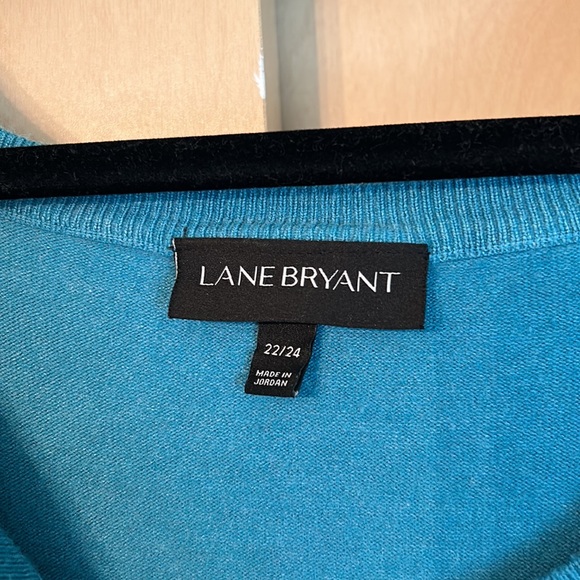 LANE BRYANT
22/24
MADE IN
JORDAN